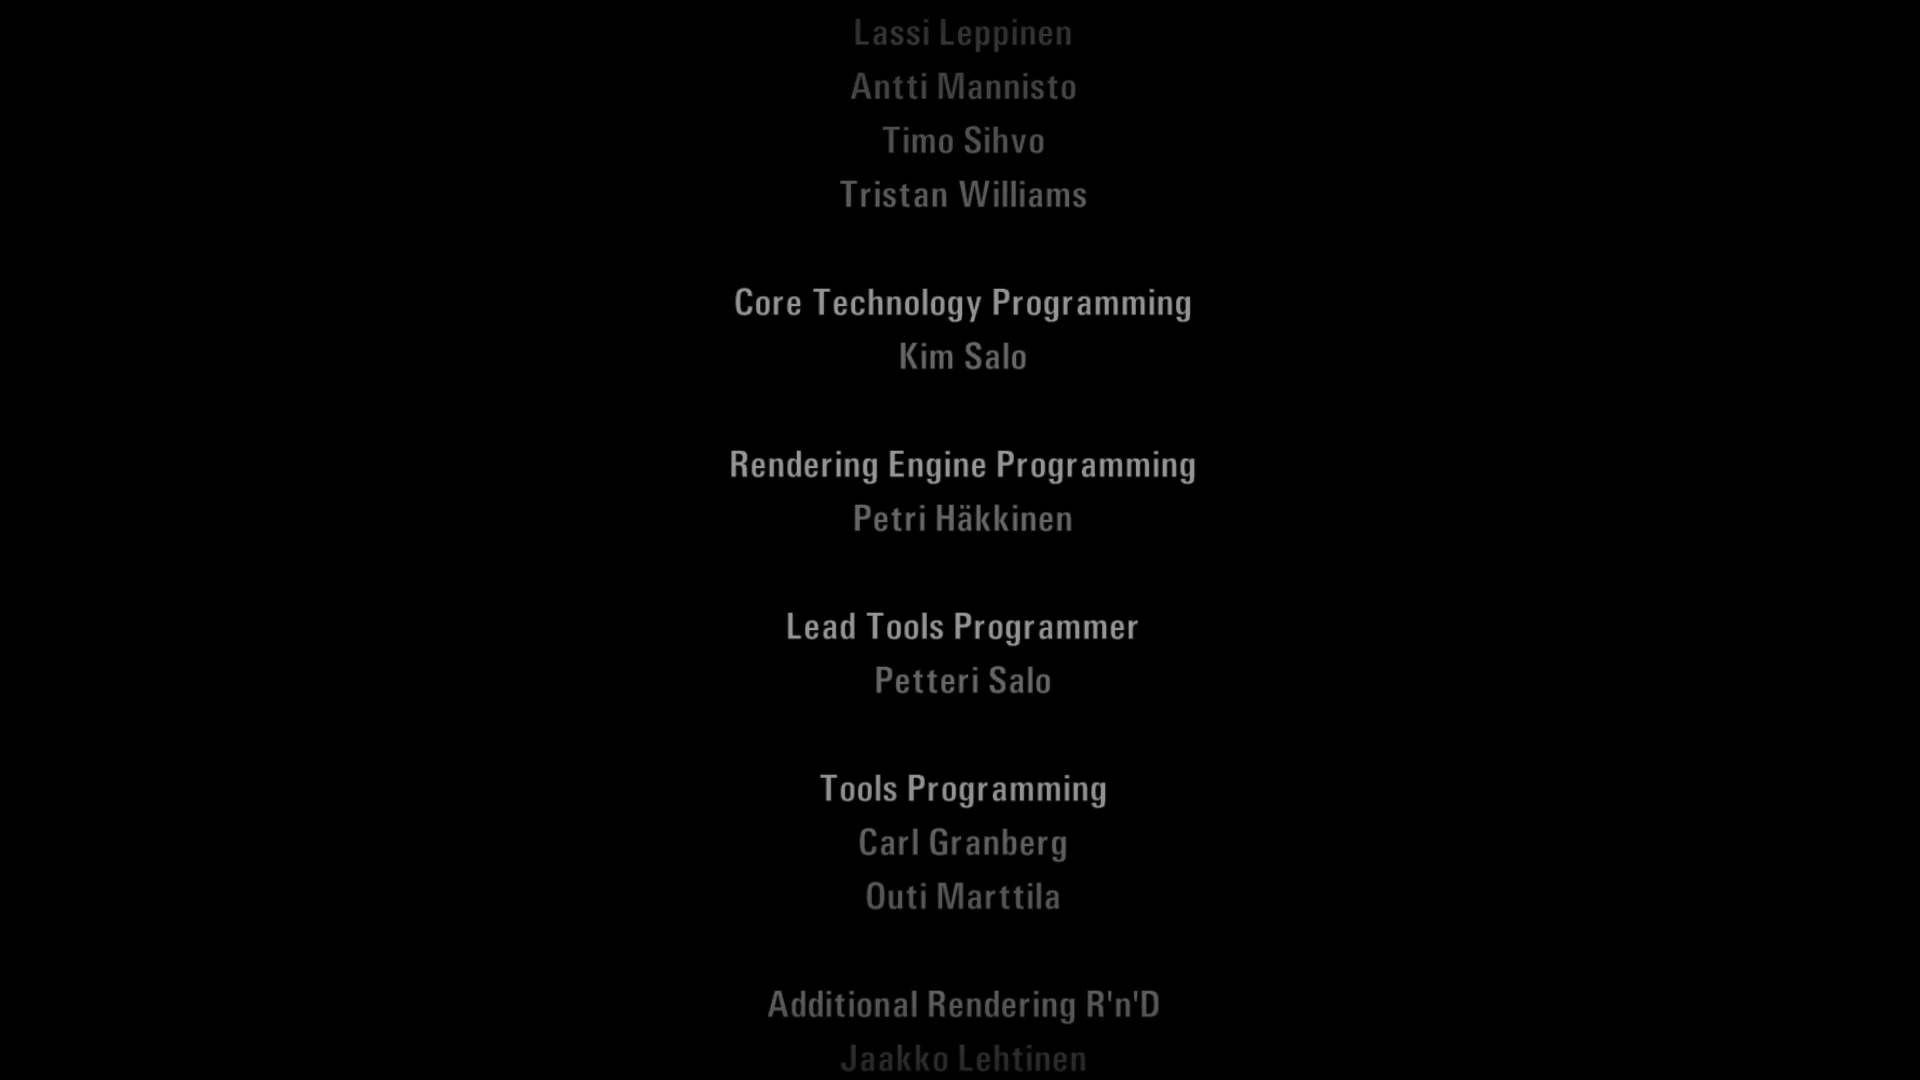 Lassi Leppinen
Antti Mannisto
Timo Sihvo
Tristan Williams
Core Technology Programming
Kim Salo
Rendering Engine Programming
Petri Häkkinen
Lead Tools Programmer
Petteri Salo
Tools Programming
Carl Granberg
Outi Marttila
Additional Rendering R'n'D
Jaakko Lehtinen